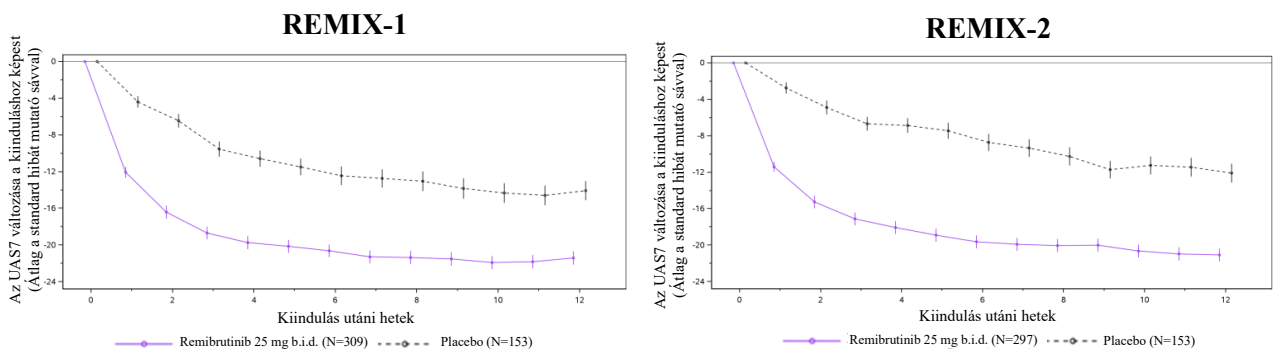 REMIX-1
Az UAS7 változása a kiinduláshoz képest
(Átlag a standard hibát mutató sávval)
0
-4
-8
-12
-16
-20
-24
0 2 4 6 8 10 12
Kiindulás utáni hetek
Remibrutinib 25 mg b.i.d. (N=309) Placebo (N=153)
REMIX-2
Az UAS7 változása a kiinduláshoz képest
(Átlag a standard hibát mutató sávval)
0
-4
-8
-12
-16
-20
-24
0 2 4 6 8 10 12
Kiindulás utáni hetek
Remibrutinib 25 mg b.i.d. (N=297) Placebo (N=153)